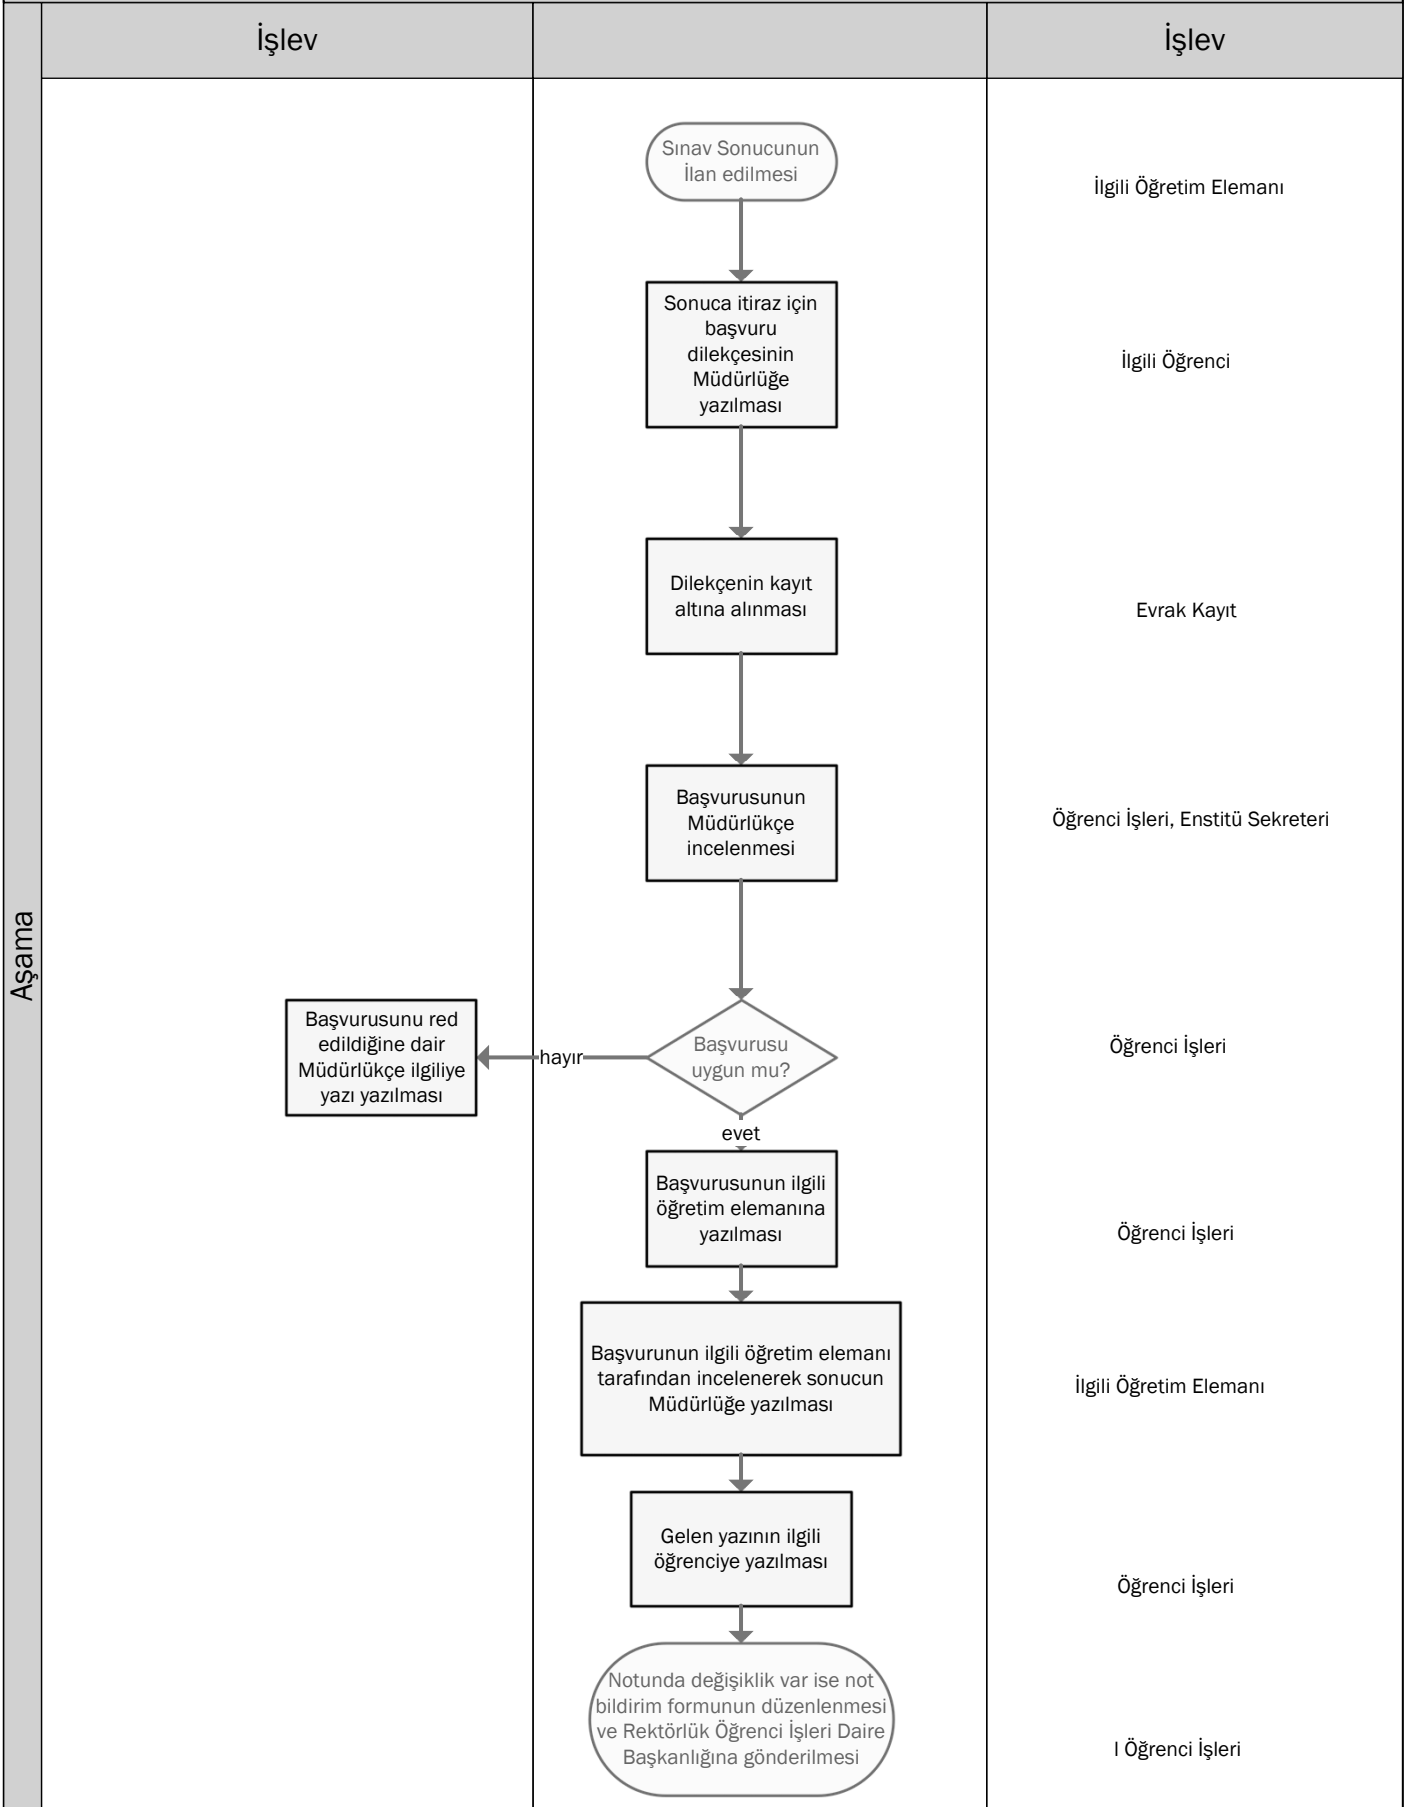 İşlev
İşlev
Aşama
Sınav Sonucunun
İlan edilmesi
İlgili Öğretim Elemanı
Sonuca itiraz için
başvuru
dilekçesinin
Müdürlüğe
yazılması
İlgili Öğrenci
Dilekçenin kayıt
altına alınması
Evrak Kayıt
Başvurusunun
Müdürlükçe
incelenmesi
Öğrenci İşleri, Enstitü Sekreteri
Başvurusunu red
edildiğine dair
Müdürlükçe ilgiliye
yazı yazılması
hayır
Başvurusu
uygun mu?
Öğrenci İşleri
evet
Başvurusunun ilgili
öğretim elemanına
yazılması
Öğrenci İşleri
Başvurunun ilgili öğretim elemanı
tarafından incelenerek sonucun
Müdürlüğe yazılması
İlgili Öğretim Elemanı
Gelen yazının ilgili
öğrenciye yazılması
Öğrenci İşleri
Notunda değişiklik var ise not
bildirim formunun düzenlenmesi
ve Rektörlük Öğrenci İşleri Daire
Başkanlığına gönderilmesi
I Öğrenci İşleri